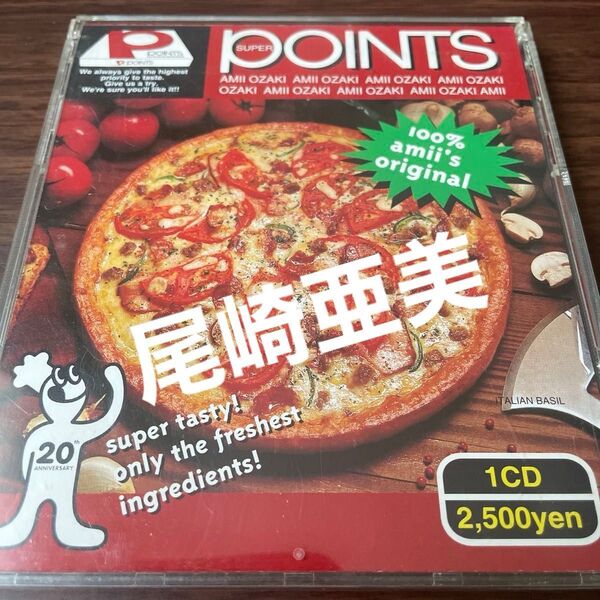 POINTS
POINTS
We always give the highest
priority to taste.
Give us a try,
We're sure you'll like it!!
SUPER POINTS
AMII OZAKI AMII OZAKI AMII OZAKI AMII OZAKI
OZAKI AMII OZAKI AMII OZAKI AMII OZAKI AMII
100%
amii's
original
尾崎亜美
ITALIAN BASIL
super tasty!
only the freshest
ingredients!
20th
ANNIVERSARY
1CD
2,500yen